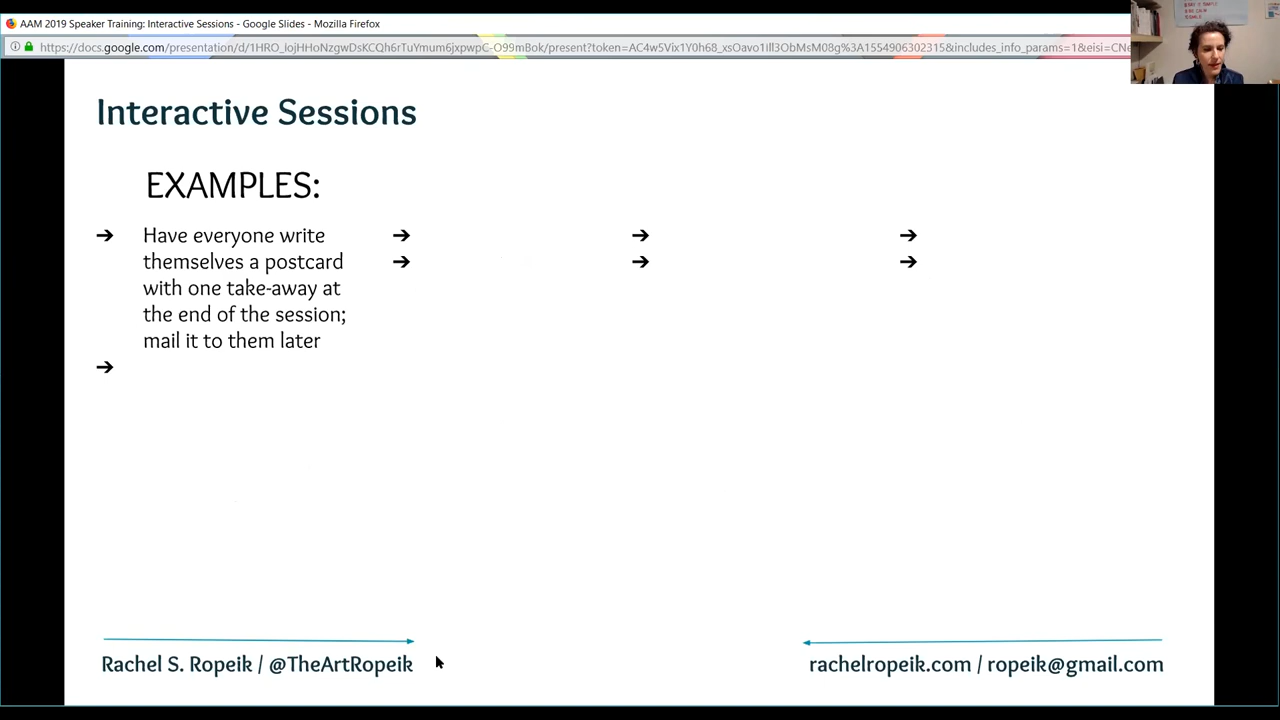 AAM 2019 Speaker Training: Interactive Sessions - Google Slides - Mozilla Firefox
Interactive Sessions
EXAMPLES:
➔ Have everyone write
themselves a postcard
with one take-away at
the end of the session;
mail it to them later
➔
➔
➔
➔
➔
➔
➔
Rachel S. Ropeik / @TheArtRopeik
rachelropeik.com / ropeik@gmail.com